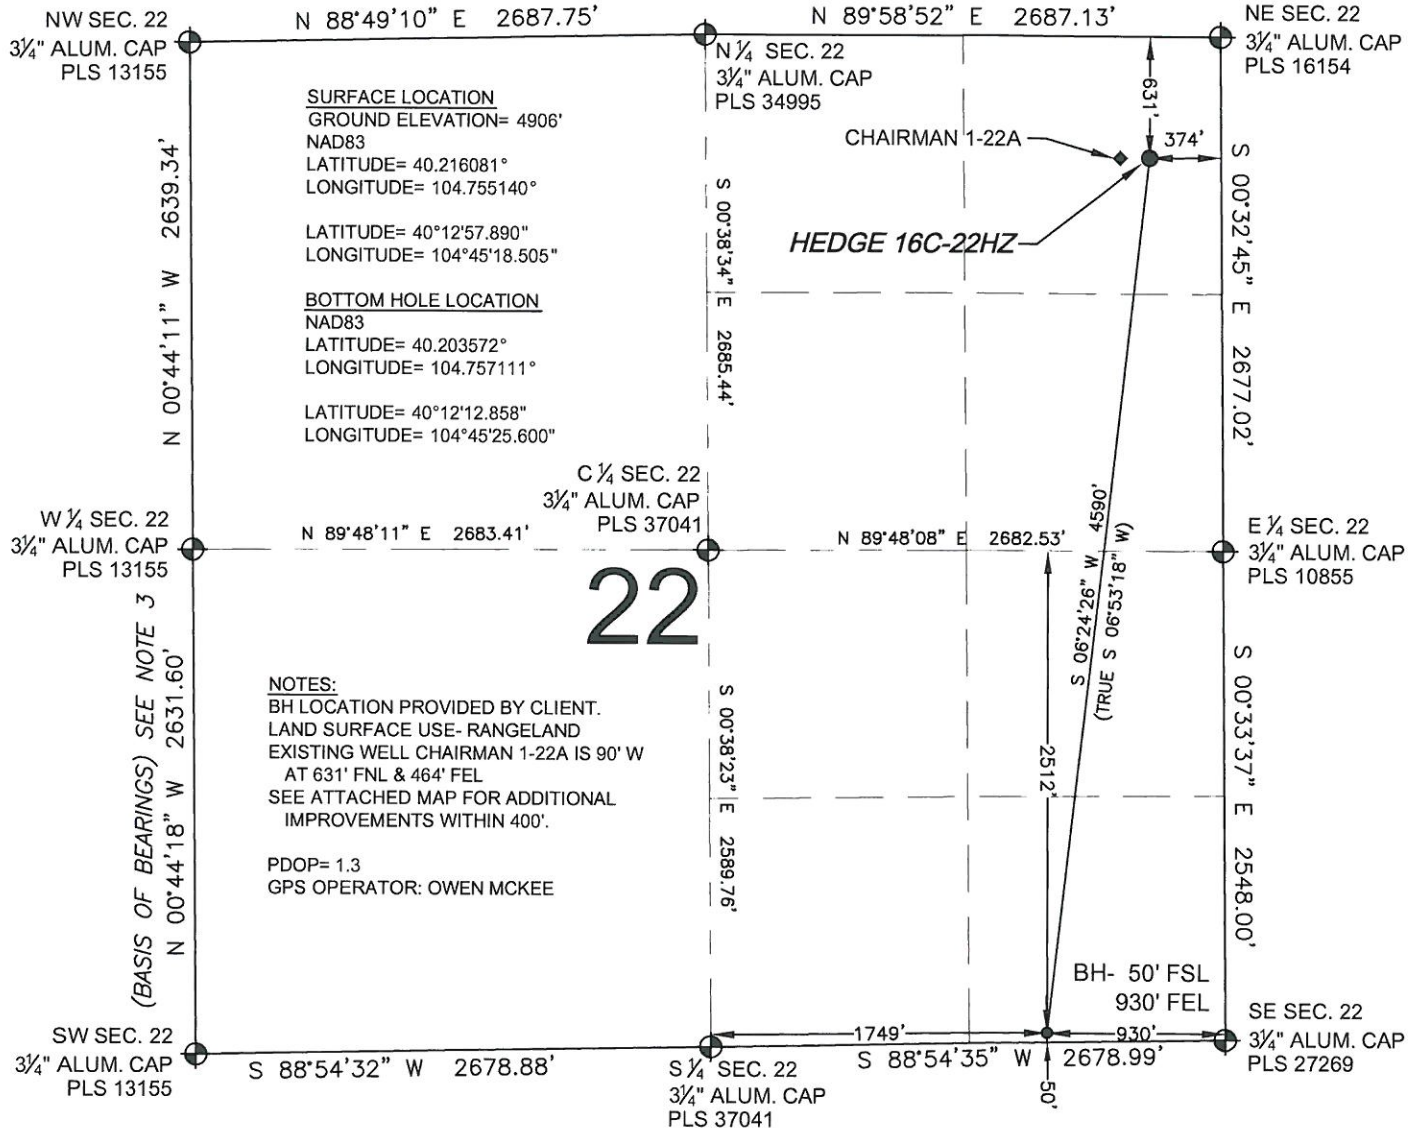 NW SEC. 22
3¼" ALUM. CAP
PLS 13155
N 88°49'10" E 2687.75'
N 89°58'52" E 2687.13'
NE SEC. 22
3¼" ALUM. CAP
PLS 16154
N ¼ SEC. 22
3¼" ALUM. CAP
PLS 34995
SURFACE LOCATION
GROUND ELEVATION= 4906'
NAD83
LATITUDE= 40.216081°
LONGITUDE= 104.755140°
LATITUDE= 40°12'57.890"
LONGITUDE= 104°45'18.505"
BOTTOM HOLE LOCATION
NAD83
LATITUDE= 40.203572°
LONGITUDE= 104.757111°
LATITUDE= 40°12'12.858"
LONGITUDE= 104°45'25.600"
N 00°44'11" W 2639.34'
S 00°38'34" E 2685.44'
CHAIRMAN 1-22A
631'
374'
HEDGE 16C-22HZ
S 00°32'45" E 2677.02'
C ¼ SEC. 22
3¼" ALUM. CAP
PLS 37041
W ¼ SEC. 22
3¼" ALUM. CAP
PLS 13155
N 89°48'11" E 2683.41'
N 89°48'08" E 2682.53'
E ¼ SEC. 22
3¼" ALUM. CAP
PLS 10855
22
S 06°24'26" W 4590'
(TRUE S 06°53'18" W)
(BASIS OF BEARINGS) SEE NOTE 3
N 00°44'18" W 2631.60'
NOTES:
BH LOCATION PROVIDED BY CLIENT.
LAND SURFACE USE- RANGELAND
EXISTING WELL CHAIRMAN 1-22A IS 90' W
AT 631' FNL & 464' FEL
SEE ATTACHED MAP FOR ADDITIONAL
IMPROVEMENTS WITHIN 400'.
PDOP= 1.3
GPS OPERATOR: OWEN MCKEE
S 00°38'23" E 2589.76'
2512'
S 00°33'37" E 2548.00'
BH- 50' FSL
930' FEL
1749'
930'
SW SEC. 22
3¼" ALUM. CAP
PLS 13155
S 88°54'32" W 2678.88'
S ¼ SEC. 22
3¼" ALUM. CAP
PLS 37041
S 88°54'35" W 2678.99'
50'
SE SEC. 22
3¼" ALUM. CAP
PLS 27269